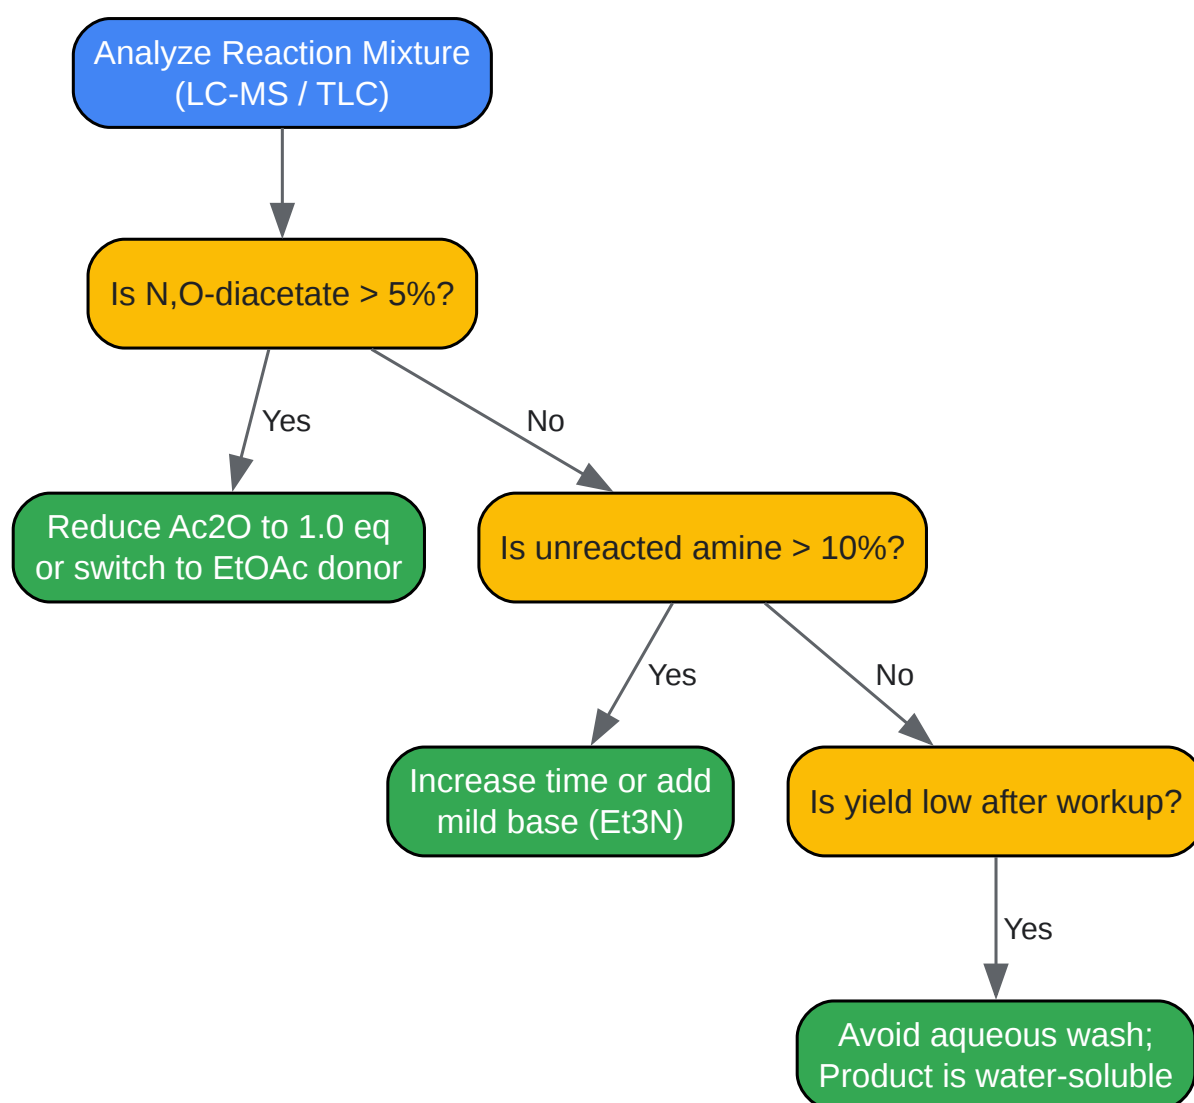 Analyze Reaction Mixture
(LC-MS / TLC)
Is N,O-diacetate > 5%?
Yes
No
Reduce Ac2O to 1.0 eq
or switch to EtOAc donor
Is unreacted amine > 10%?
Yes
No
Increase time or add
mild base (Et3N)
Is yield low after workup?
Yes
Avoid aqueous wash;
Product is water-soluble